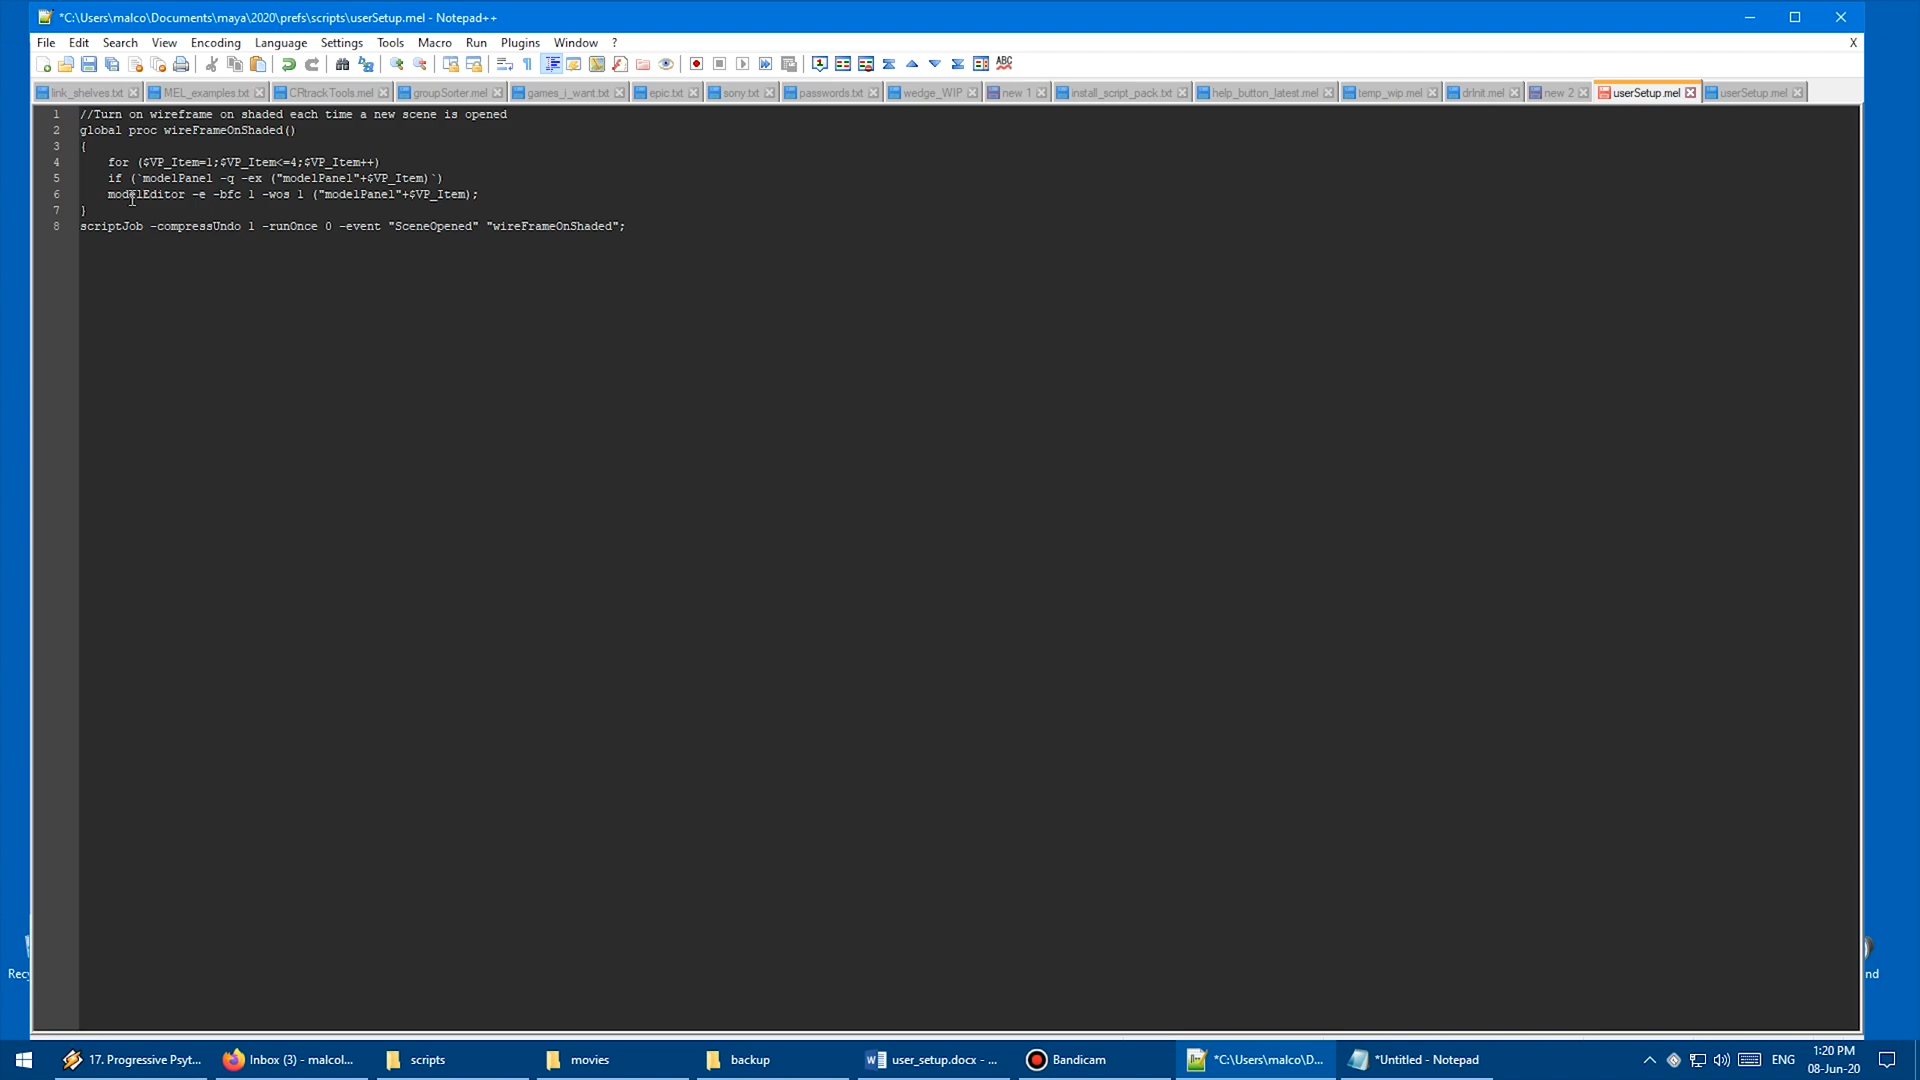 *C:\Users\malco\Documents\maya\2020\prefs\scripts\userSetup.mel - Notepad++
File Edit Search View Encoding Language Settings Tools Macro Run Plugins Window ? X
ABC
link_shelves.txt MEL_examples.txt CRtrackTools.mel groupSorter.mel games_i_want.txt epic.txt sony.txt passwords.txt wedge_WIP new 1 install_script_pack.txt help_button_latest.mel temp_wip.mel drInit.mel new 2 userSetup.mel userSetup.mel
1 //Turn on wireframe on shaded each time a new scene is opened
2 global proc wireFrameOnShaded()
3 {
4 for ($VP_Item=1;$VP_Item<=4;$VP_Item++)
5 if (`modelPanel -q -ex ("modelPanel"+$VP_Item)`)
6 modelEditor -e -bfc 1 -wos 1 ("modelPanel"+$VP_Item);
7 }
8 scriptJob -compressUndo 1 -runOnce 0 -event "SceneOpened" "wireFrameOnShaded";
Recy
nd
17. Progressive Psyt... Inbox (3) - malcol... scripts movies backup user_setup.docx - ... Bandicam *C:\Users\malco\D... *Untitled - Notepad ENG 1:20 PM
08-Jun-20